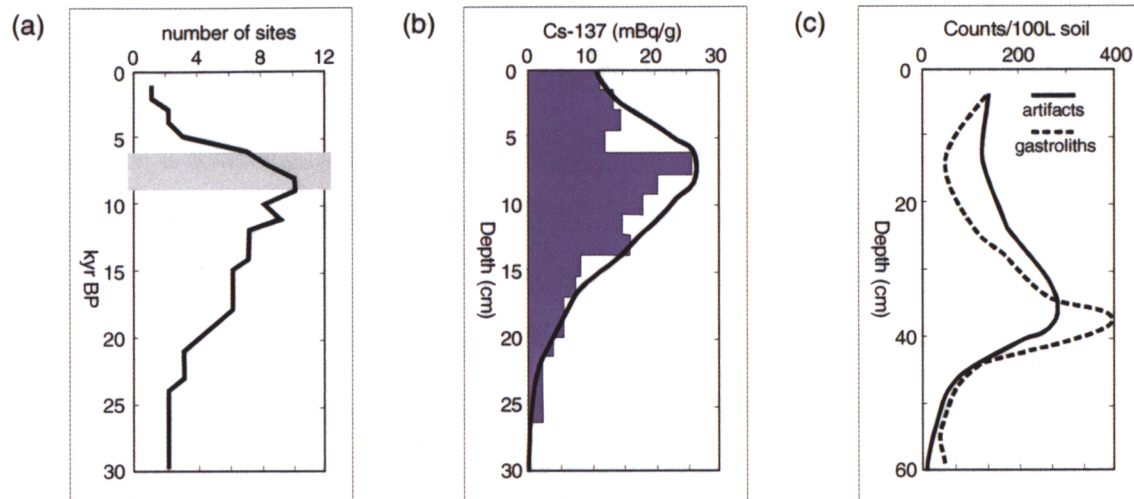 (a)
number of sites
0 4 8 12
0
5
10
15
20
25
30
kyr BP
(b)
Cs-137 (mBq/g)
0 10 20 30
0
5
10
15
20
25
30
Depth (cm)
(c)
Counts/100L soil
0 200 400
0
20
40
60
Depth (cm)
artifacts
gastroliths